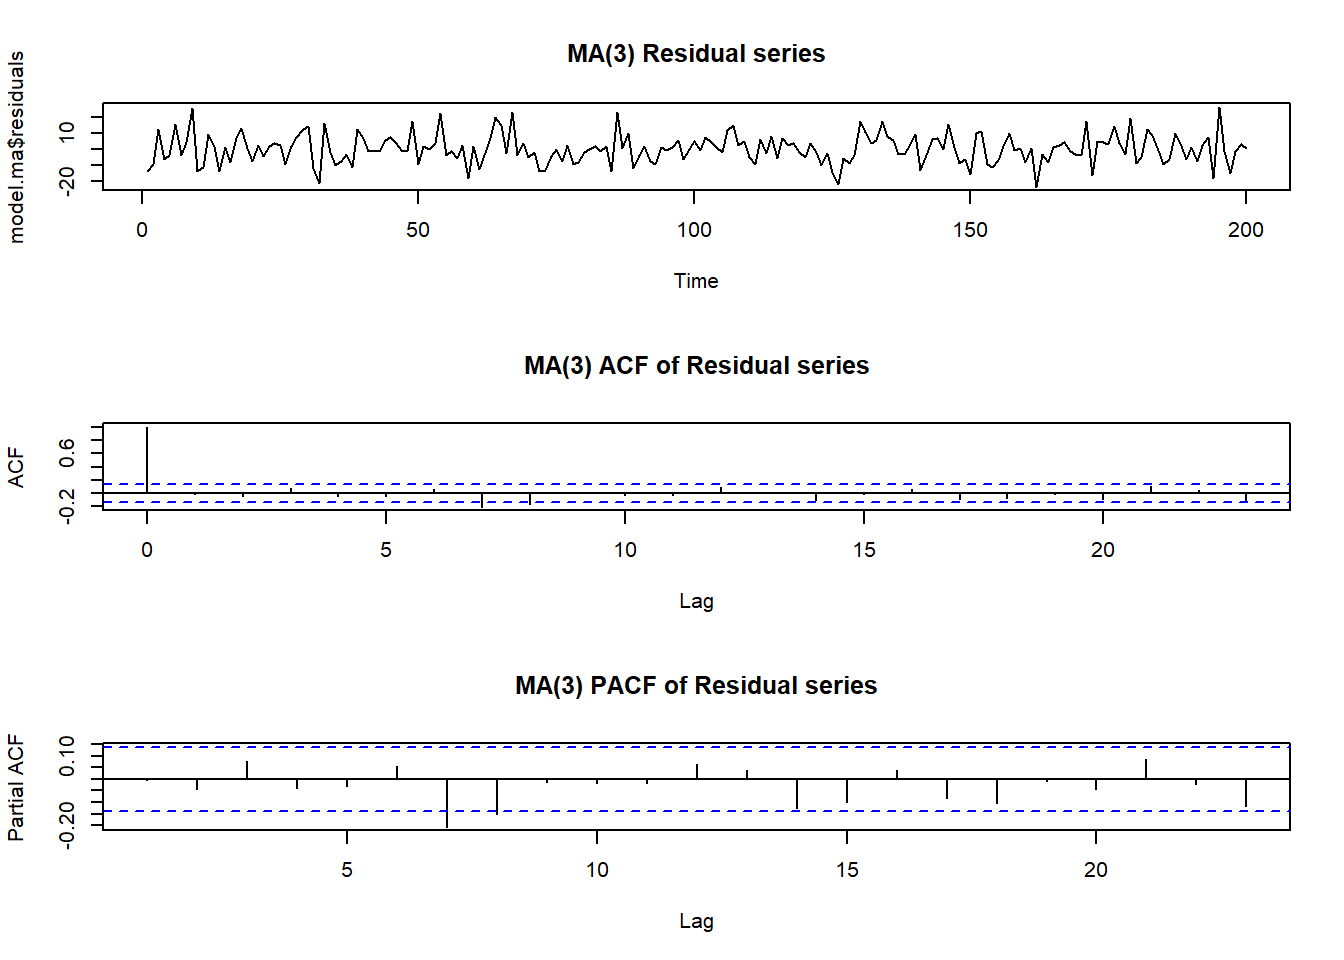 MA(3) Residual series
model.ma$residuals
10
-20
0 50 100 150 200
Time
MA(3) ACF of Residual series
ACF
0.6
-0.2
0 5 10 15 20
Lag
MA(3) PACF of Residual series
Partial ACF
0.10
-0.20
5 10 15 20
Lag